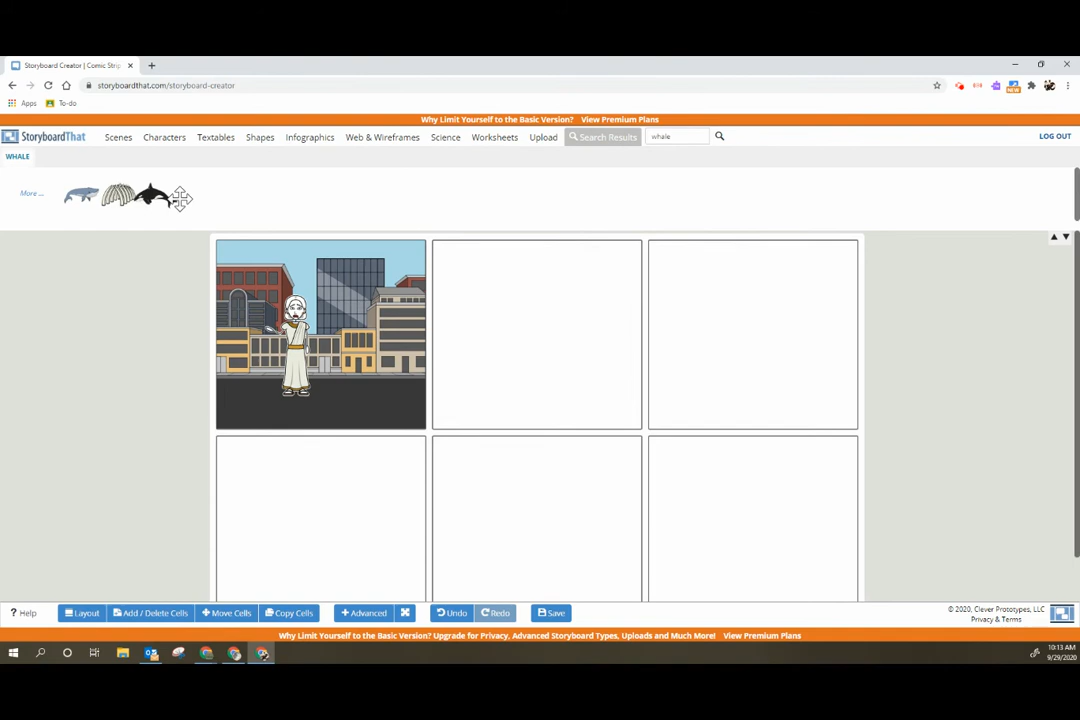 Storyboard Creator | Comic Strip
storyboardthat.com/storyboard-creator
NEW
Apps To-do
Why Limit Yourself to the Basic Version? View Premium Plans
StoryboardThat Scenes Characters Textables Shapes Infographics Web & Wireframes Science Worksheets Upload Search Results whale LOG OUT
WHALE
More ...
? Help Layout Add / Delete Cells Move Cells Copy Cells Advanced Undo Redo Save
© 2020, Clever Prototypes, LLC
Privacy & Terms
Why Limit Yourself to the Basic Version? Upgrade for Privacy, Advanced Storyboard Types, Uploads and Much More! View Premium Plans
10:13 AM
9/29/2020